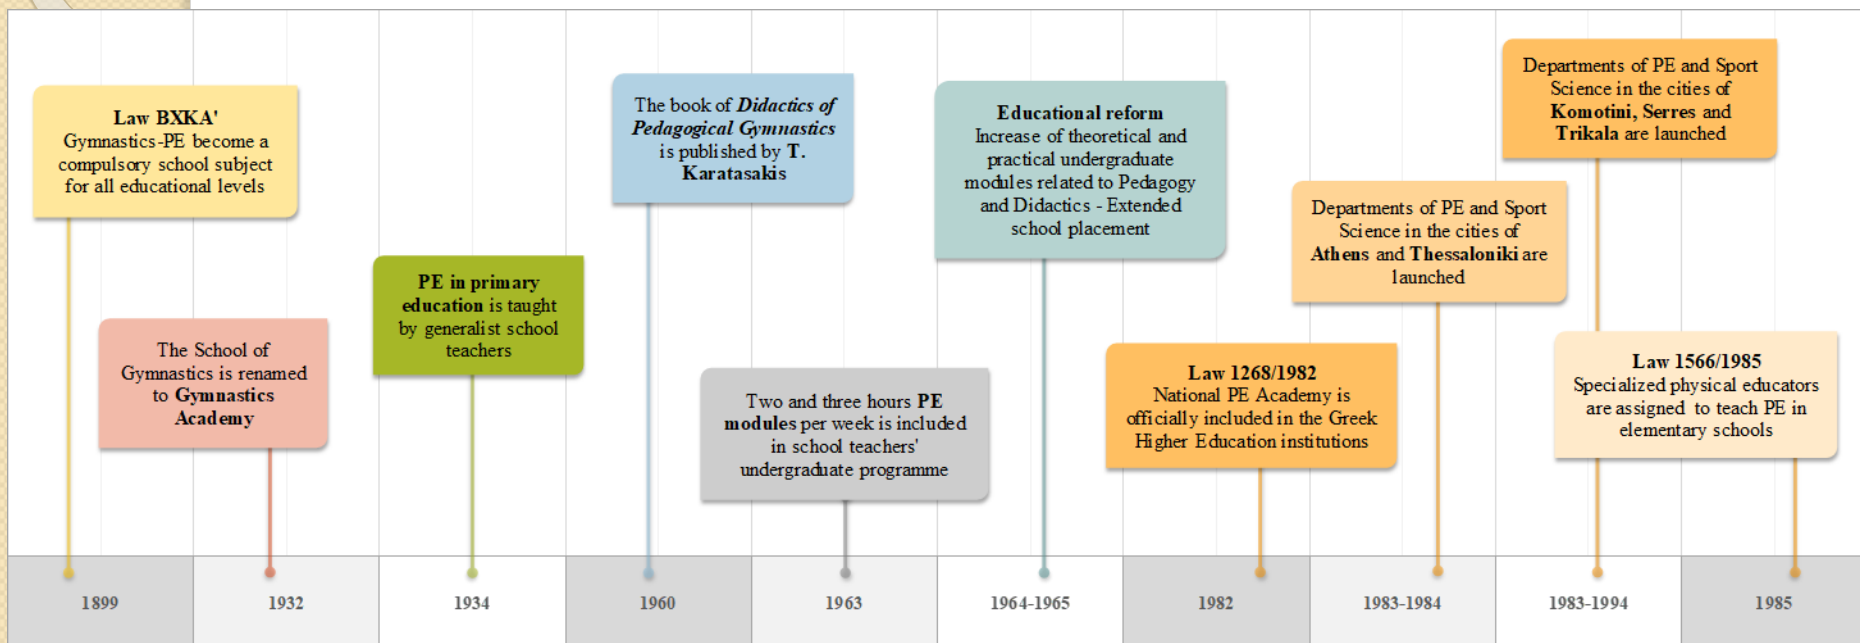 Law BXKA'
Gymnastics-PE become a
compulsory school subject
for all educational levels
The School of
Gymnastics is renamed
to Gymnastics
Academy
PE in primary
education is taught
by generalist school
teachers
The book of Didactics of
Pedagogical Gymnastics
is published by T.
Karatasakis
Two and three hours PE
modules per week is included
in school teachers'
undergraduate programme
Educational reform
Increase of theoretical and
practical undergraduate
modules related to Pedagogy
and Didactics - Extended
school placement
Law 1268/1982
National PE Academy is
officially included in the Greek
Higher Education institutions
Departments of PE and Sport
Science in the cities of
Athens and Thessaloniki are
launched
Departments of PE and Sport
Science in the cities of
Komotini, Serres and
Trikala are launched
Law 1566/1985
Specialized physical educators
are assigned to teach PE in
elementary schools
1899
1932
1934
1960
1963
1964-1965
1982
1983-1984
1983-1994
1985